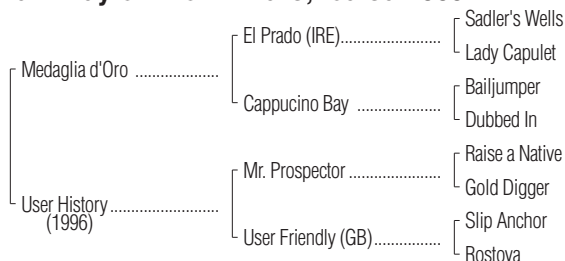 Sadler's Wells
El Prado (IRE)....................
Lady Capulet
Medaglia d'Oro .................
Bailjumper
Cappucino Bay .................
Dubbed In
Raise a Native
Mr. Prospector ...................
Gold Digger
User History......................
(1996)
Slip Anchor
User Friendly (GB)..............
Rostova